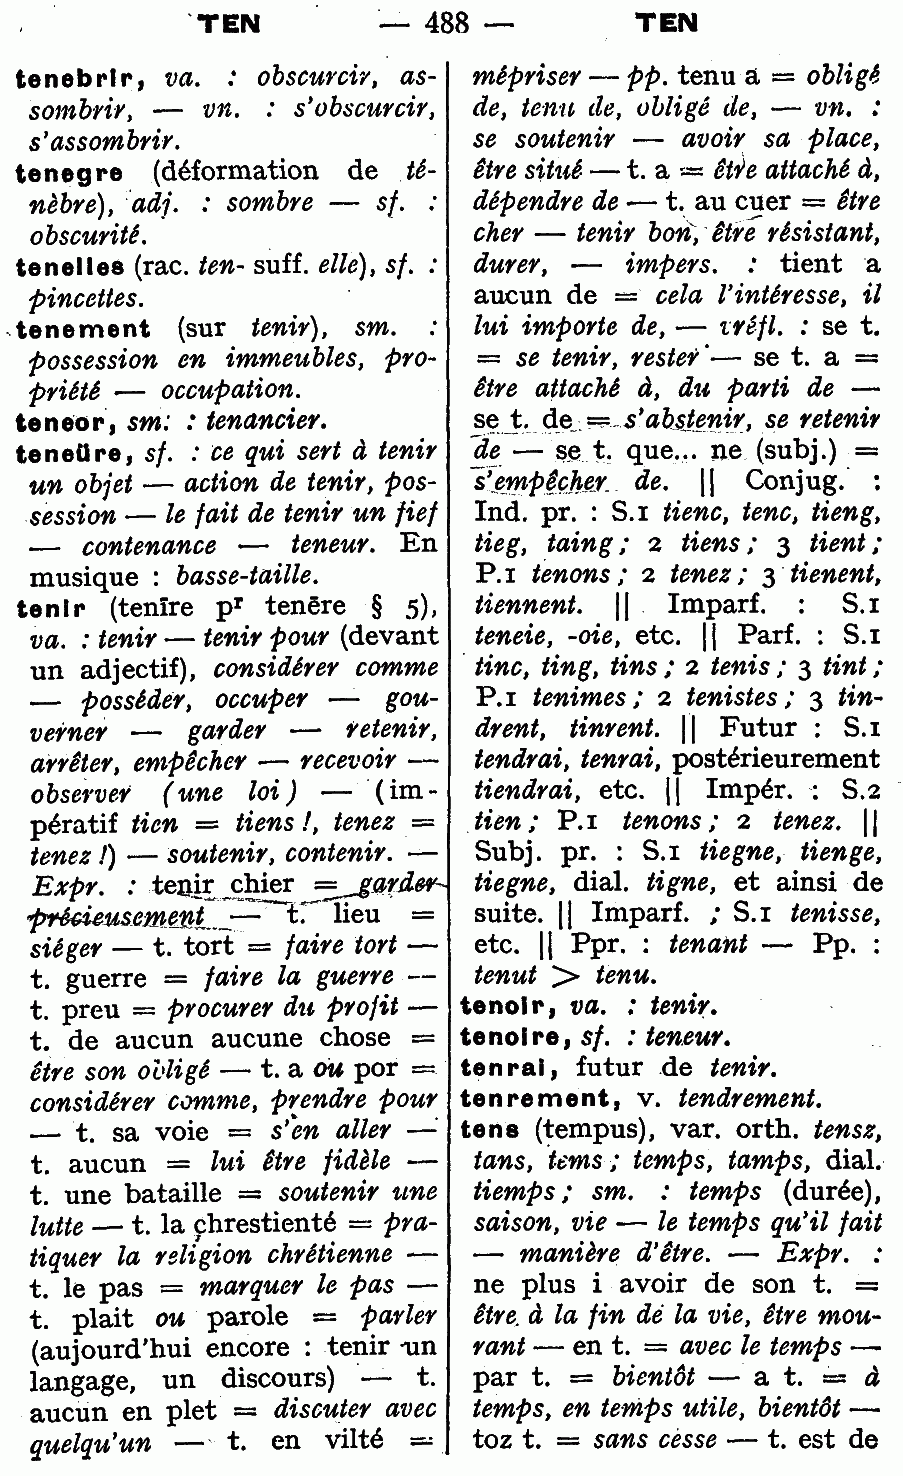 TEN — 488 — TEN
tenebrir, va. : obscurcir, as-
sombrir, — vn. : s'obscurcir,
s'assombrir.
tenegre (déformation de té-
nèbre), adj. : sombre — sf. :
obscurité.
tenelles (rac. ten- suff. elle), sf. :
pincettes.
tenement (sur tenir), sm. :
possession en immeubles, pro-
priété — occupation.
teneor, sm. : tenancier.
teneüre, sf. : ce qui sert à tenir
un objet — action de tenir, pos-
session — le fait de tenir un fief
— contenance — teneur. En
musique : basse-taille.
tenir (tenīre pʳ tenēre § 5),
va. : tenir — tenir pour (devant
un adjectif), considérer comme
— posséder, occuper — gou-
verner — garder — retenir,
arrêter, empêcher — recevoir —
observer (une loi) — (im-
pératif tien = tiens !, tenez =
tenez !) — soutenir, contenir. —
Expr. : tenir chier = garder
précieusement — t. lieu =
siéger — t. tort = faire tort —
t. guerre = faire la guerre —
t. preu = procurer du profit —
t. de aucun aucune chose =
être son obligé — t. a ou por =
considérer comme, prendre pour
— t. sa voie = s'en aller —
t. aucun = lui être fidèle —
t. une bataille = soutenir une
lutte — t. la chrestienté = pra-
tiquer la religion chrétienne —
t. le pas = marquer le pas —
t. plait ou parole = parler
(aujourd'hui encore : tenir un
langage, un discours) — t.
aucun en plet = discuter avec
quelqu'un — t. en vilté =
mépriser — pp. tenu a = obligé
de, tenu de, obligé de, — vn. :
se soutenir — avoir sa place,
être situé — t. a = être attaché à,
dépendre de — t. au cuer = être
cher — tenir bon, être résistant,
durer, — impers. : tient a
aucun de = cela l'intéresse, il
lui importe de, — vréfl. : se t.
= se tenir, rester — se t. a =
être attaché à, du parti de —
se t. de = s'abstenir, se retenir
de — se t. que... ne (subj.) =
s'empêcher de. || Conjug. :
Ind. pr. : S.1 tienc, tenc, tieng,
tieg, taing ; 2 tiens ; 3 tient ;
P.1 tenons ; 2 tenez ; 3 tienent,
tiennent. || Imparf. : S.1
teneie, -oie, etc. || Parf. : S.1
tinc, ting, tins ; 2 tenis ; 3 tint ;
P.1 tenimes ; 2 tenistes ; 3 tin-
drent, tinrent. || Futur : S.1
tendrai, tenrai, postérieurement
tiendrai, etc. || Impér. : S.2
tien ; P.1 tenons ; 2 tenez. ||
Subj. pr. : S.1 tiegne, tienge,
tiegne, dial. tigne, et ainsi de
suite. || Imparf. ; S.1 tenisse,
etc. || Ppr. : tenant — Pp. :
tenut > tenu.
tenoir, va. : tenir.
tenoire, sf. : teneur.
tenrai, futur de tenir.
tenrement, v. tendrement.
tens (tempus), var. orth. tensz,
tans, tems ; temps, tamps, dial.
tiemps ; sm. : temps (durée),
saison, vie — le temps qu'il fait
— manière d'être. — Expr. :
ne plus i avoir de son t. =
être à la fin de la vie, être mou-
rant — en t. = avec le temps —
par t. = bientôt — a t. = à
temps, en temps utile, bientôt —
toz t. = sans cesse — t. est de